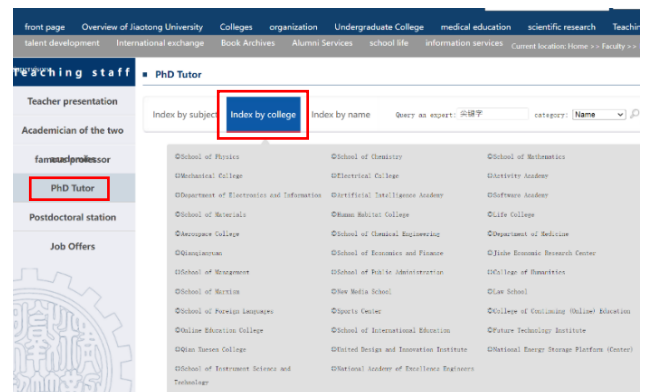 front page Overview of Jiaotong University Colleges organization Undergraduate College medical education scientific research Teachin
talent development International exchange Book Archives Alumni Services school life information services Current location: Home >> Faculty >>
Teaching staff
PhD Tutor
Teacher presentation
Index by subject Index by college Index by name Query an expert: 关键字 category: Name
Academician of the two
professor
PhD Tutor
Postdoctoral station
Job Offers
©School of Physics ©School of Chemistry ©School of Mathematics
©Mechanical College ©Electrical College ©Activity Academy
©Department of Electronics and Information ©Artificial Intelligence Academy ©Software Academy
©School of Materials ©Human Habitat College ©Life College
©Aerospace College ©School of Chemical Engineering ©Department of Medicine
©Qianqianruan ©School of Economics and Finance ©Jinhe Economic Research Center
©School of Management ©School of Public Administration ©College of Humanities
©School of Marxism ©New Media School ©Law School
©School of Foreign Languages ©Sports Center ©College of Continuing (Online) Education
©Online Education College ©School of International Education ©Future Technology Institute
©Qian Xuesen College ©United Design and Innovation Institute ©National Energy Storage Platform (Center)
©School of Instrument Science and Technology ©National Academy of Excellence Engineers